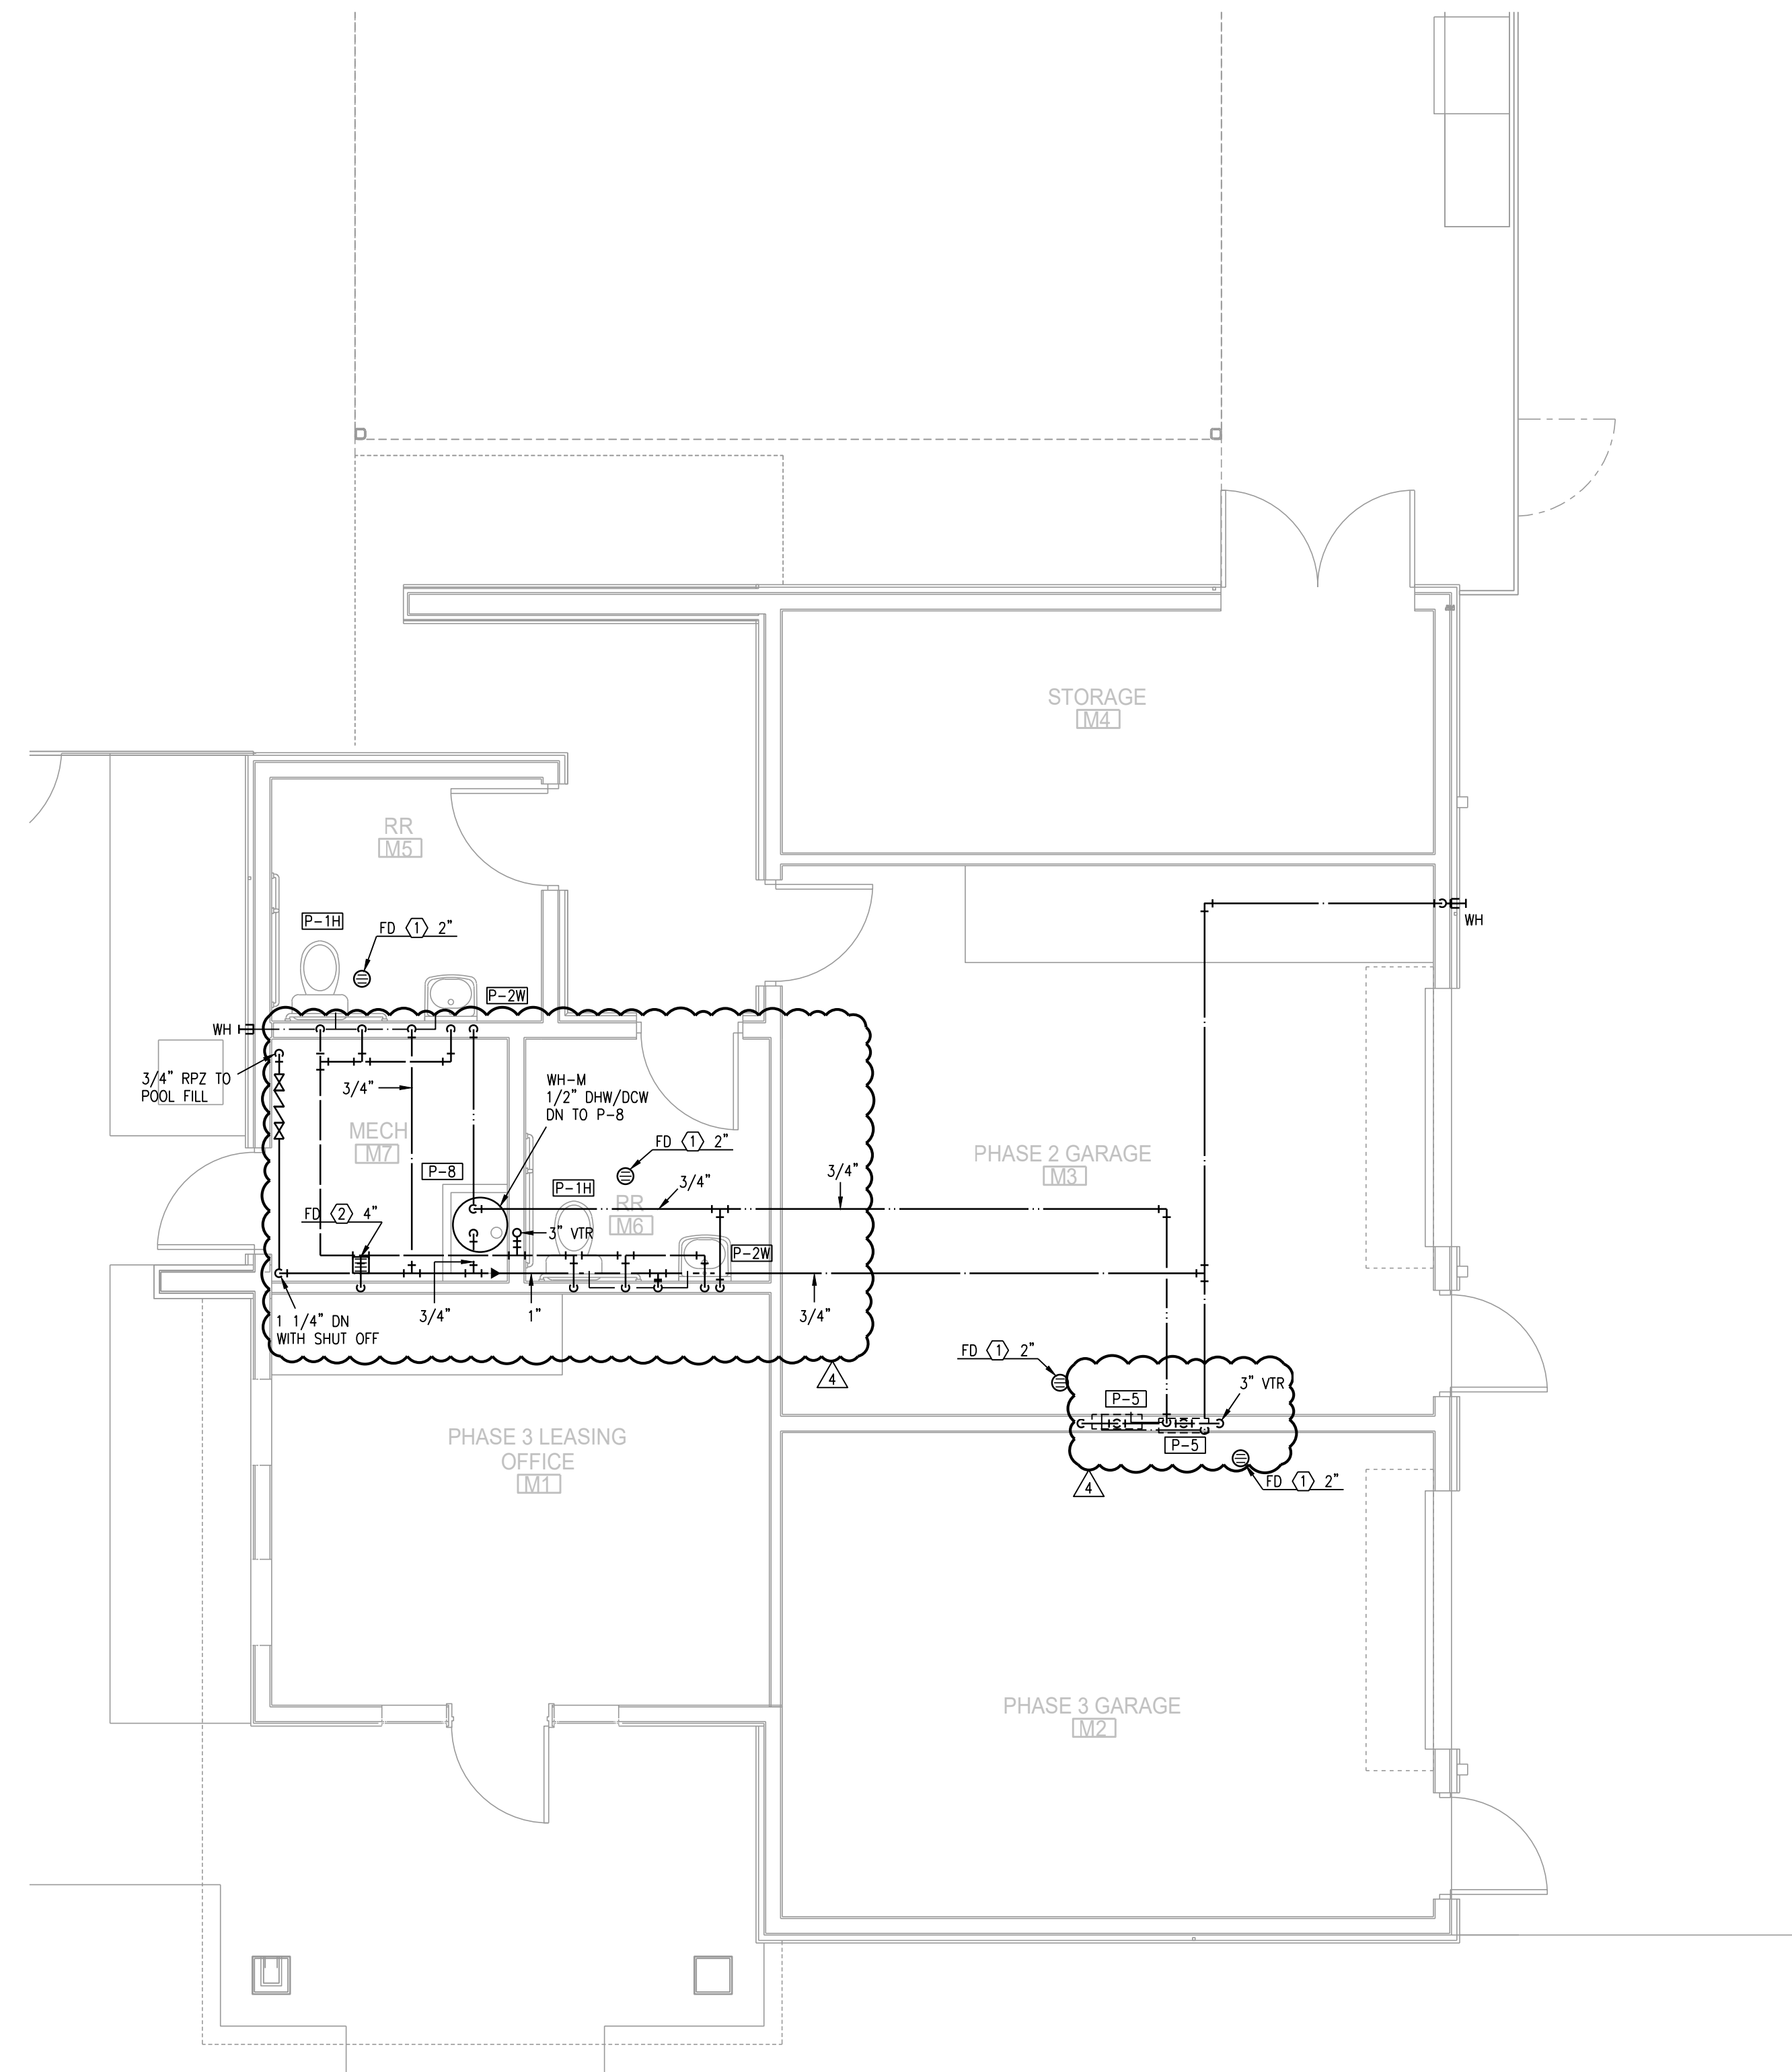 STORAGE
M4
RR
M5
P-1H
FD 1 2"
P-2W
WH
WH
3/4" RPZ TO
POOL FILL
3/4"
WH-M
1/2" DHW/DCW
DN TO P-8
MECH
M7
P-8
FD 1 2"
P-1H
3/4"
3/4"
PHASE 2 GARAGE
M3
RR
M6
FD 2 4"
3" VTR
P-2W
1 1/4" DN
WITH SHUT OFF
3/4"
1"
3/4"
4
FD 1 2"
P-5
3" VTR
P-5
4
FD 1 2"
PHASE 3 LEASING
OFFICE
M1
PHASE 3 GARAGE
M2